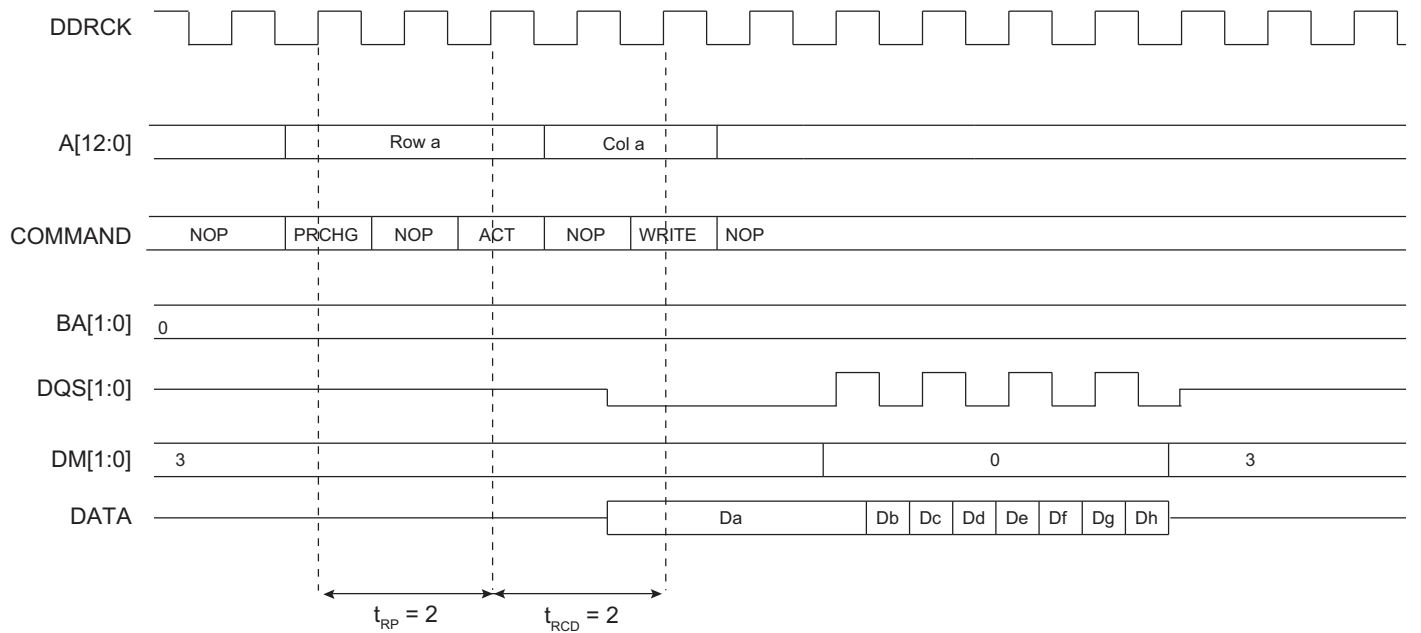 DDRCK
A[12:0] Row a Col a
COMMAND NOP PRCHG NOP ACT NOP WRITE NOP
BA[1:0] 0
DQS[1:0]
DM[1:0] 3 0 3
DATA Da Db Dc Dd De Df Dg Dh
tRP = 2 tRCD = 2